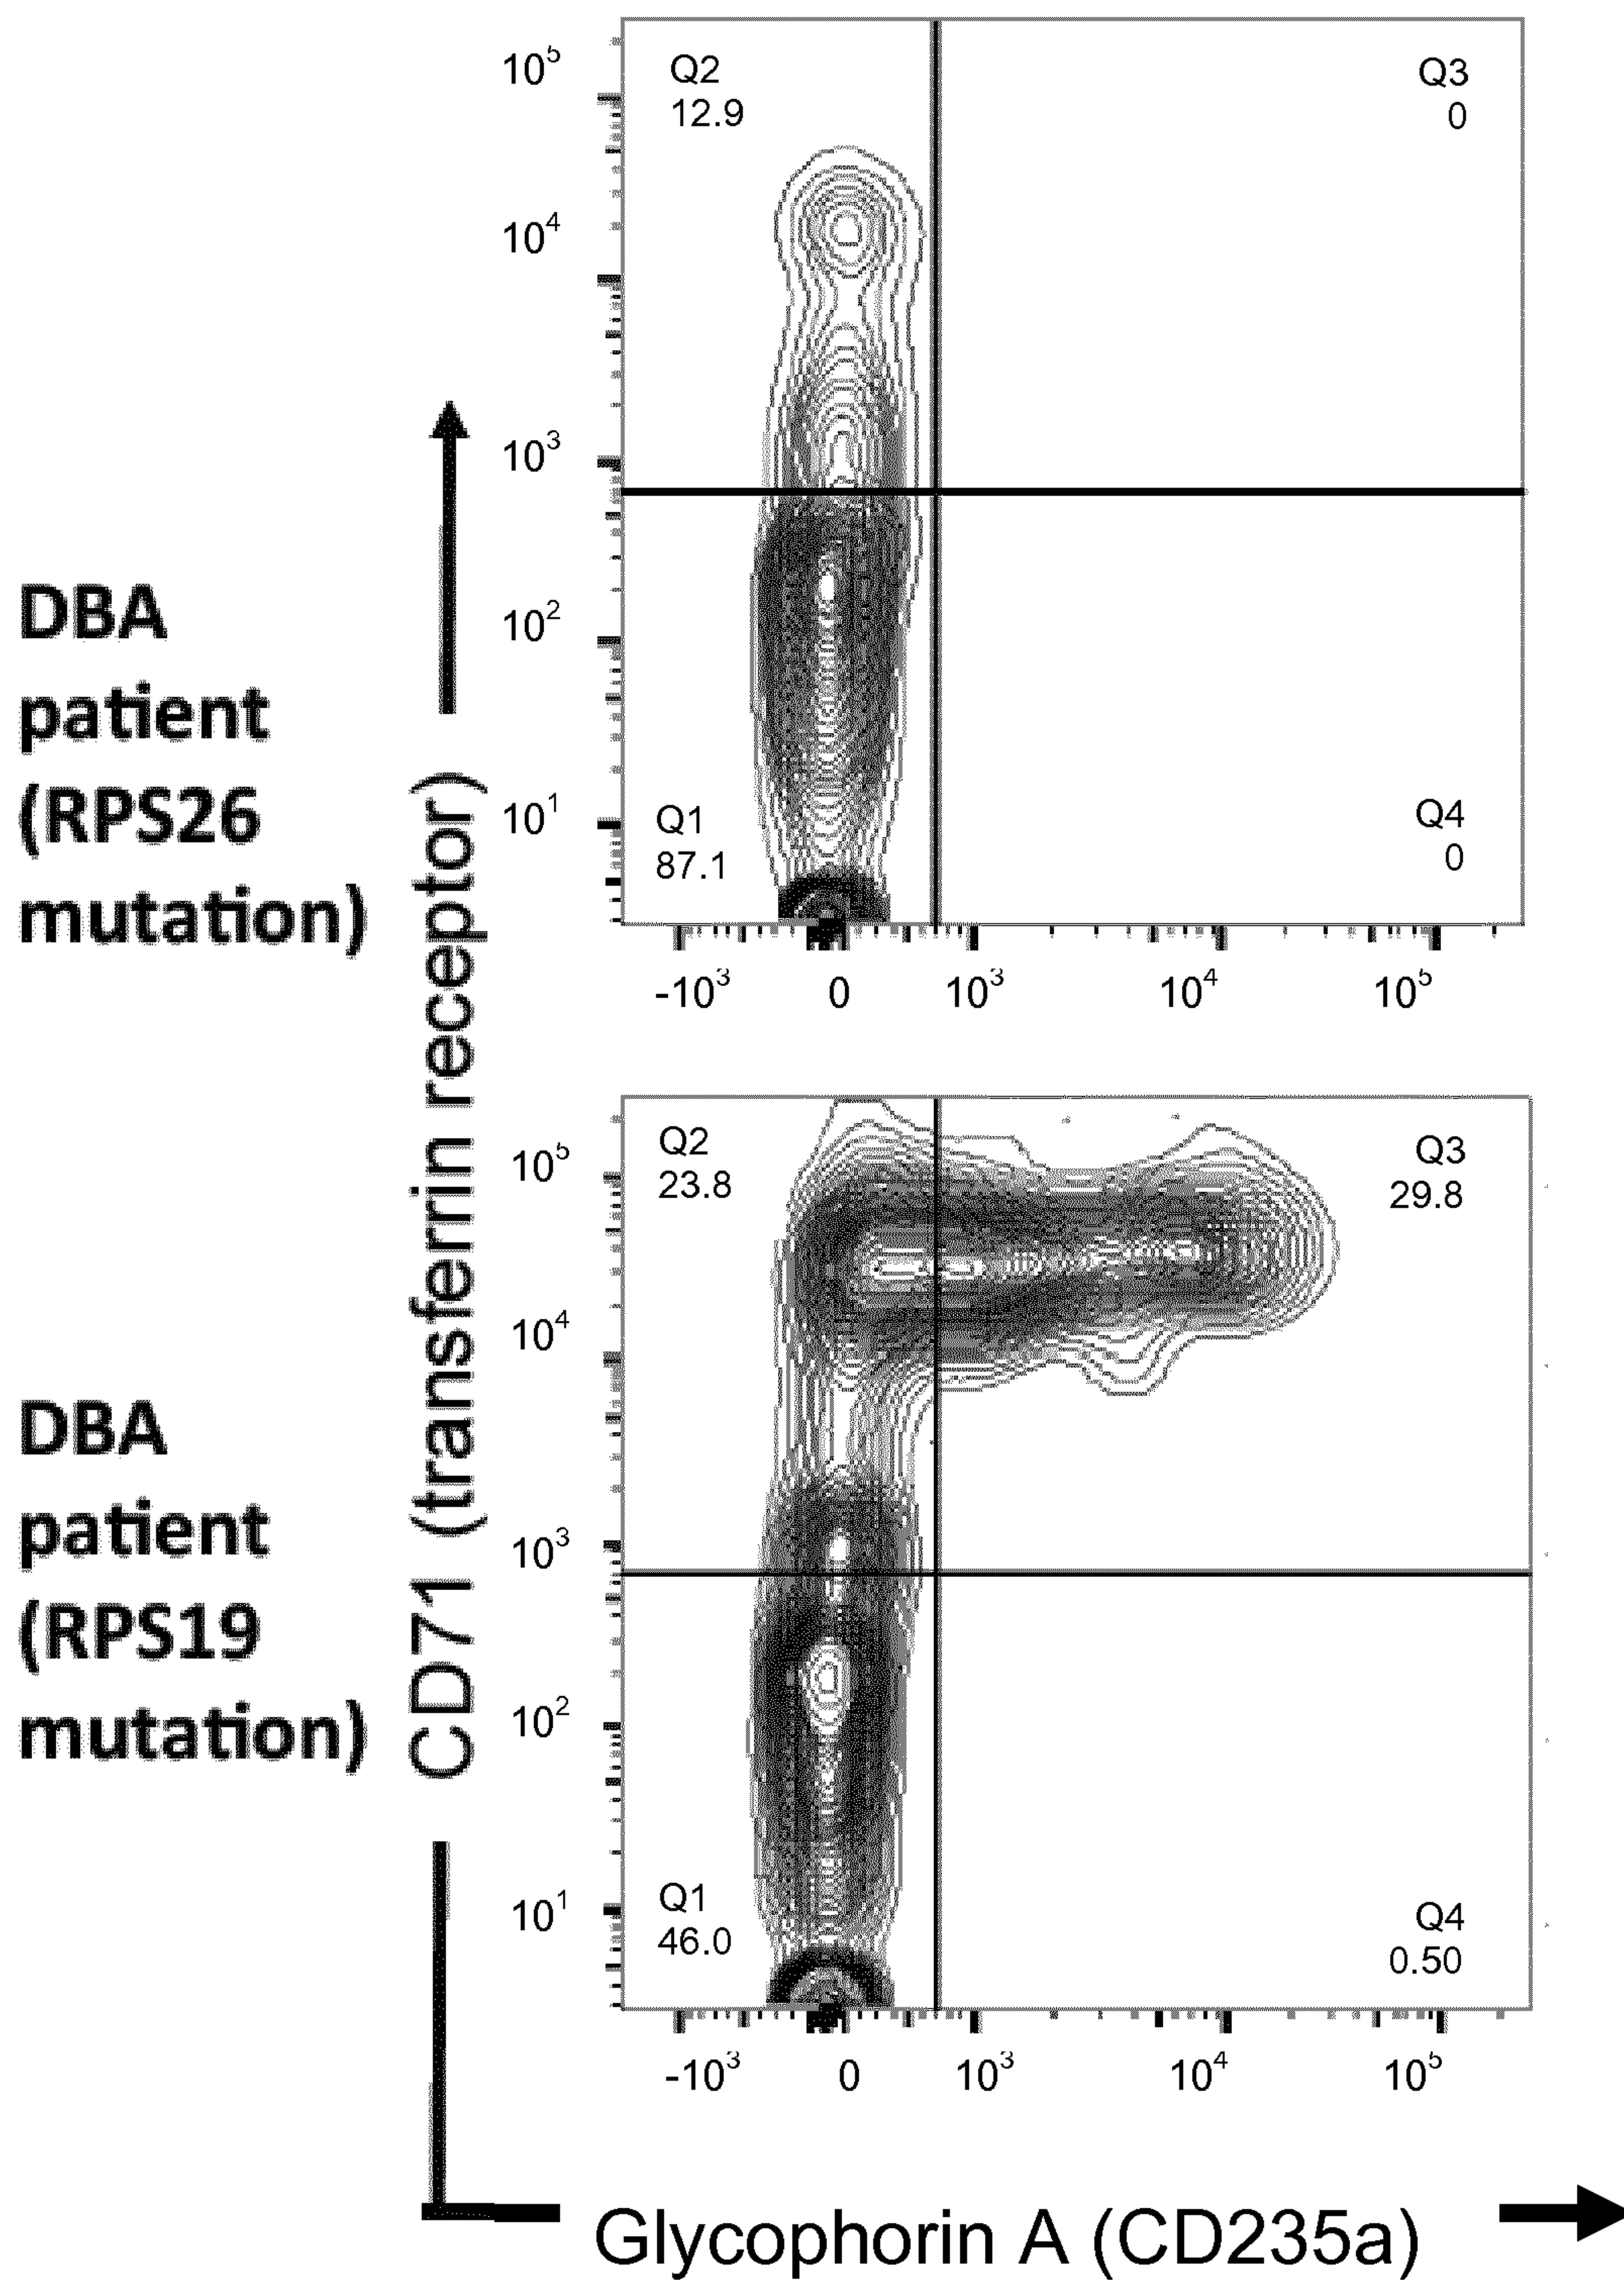 10⁵
10⁴
10³
10²
10¹
Q2
12.9
Q3
0
Q1
87.1
Q4
0
-10³ 0 10³ 10⁴ 10⁵
DBA
patient
(RPS26
mutation)
CD71 (transferrin receptor)
10⁵
10⁴
10³
10²
10¹
Q2
23.8
Q3
29.8
Q1
46.0
Q4
0.50
-10³ 0 10³ 10⁴ 10⁵
DBA
patient
(RPS19
mutation)
Glycophorin A (CD235a)